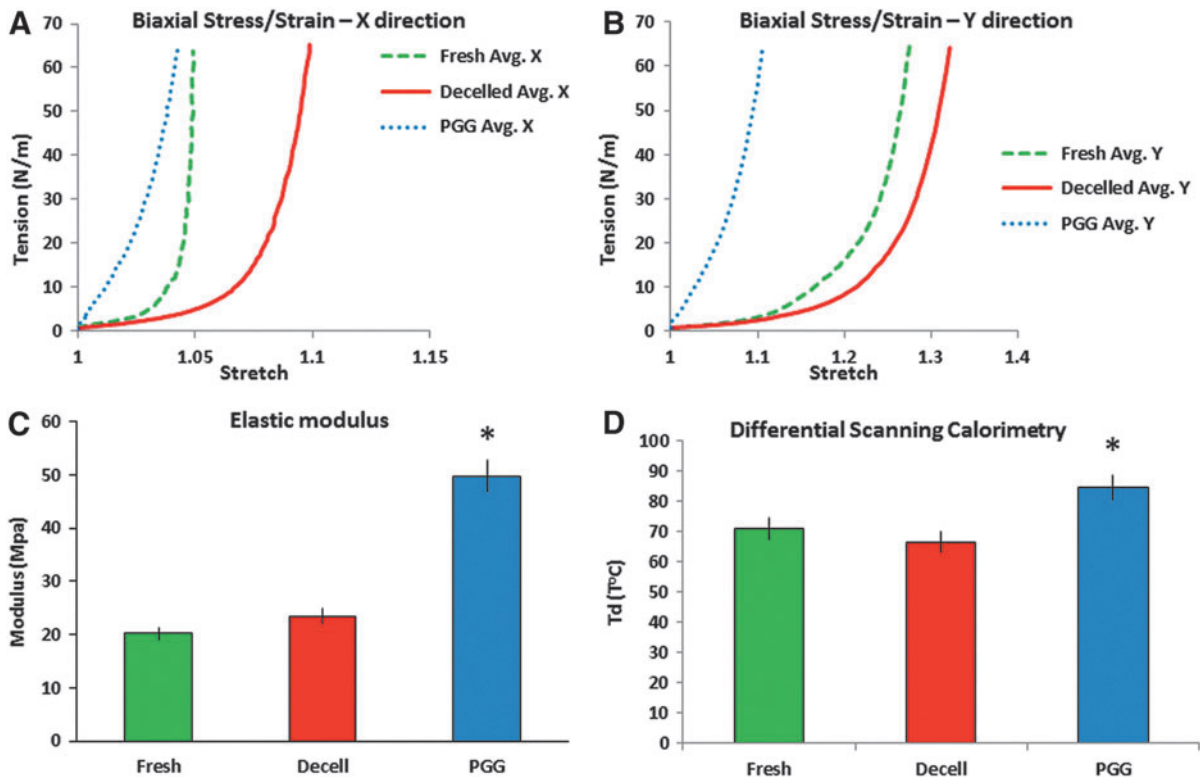 A
Biaxial Stress/Strain – X direction
70
60
50
40
30
20
10
0
Tension (N/m)
Fresh Avg. X
Decelled Avg. X
PGG Avg. X
1
1.05
1.1
1.15
Stretch
B
Biaxial Stress/Strain – Y direction
70
60
50
40
30
20
10
0
Tension (N/m)
Fresh Avg. Y
Decelled Avg. Y
PGG Avg. Y
1
1.1
1.2
1.3
1.4
Stretch
C
Elastic modulus
60
50
40
30
20
10
0
Modulus (Mpa)
*
Fresh
Decell
PGG
D
Differential Scanning Calorimetry
100
90
80
70
60
50
40
30
20
10
0
Td (TºC)
*
Fresh
Decell
PGG